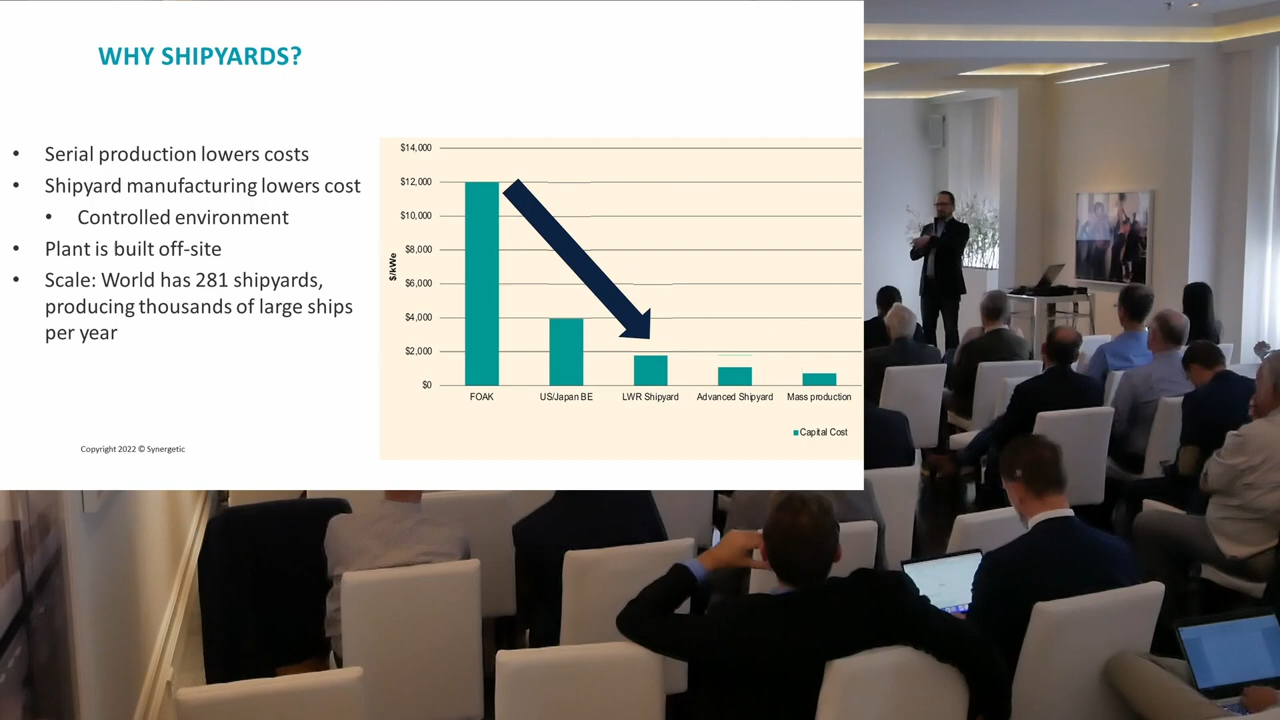 WHY SHIPYARDS?
• Serial production lowers costs
• Shipyard manufacturing lowers cost
• Controlled environment
• Plant is built off-site
• Scale: World has 281 shipyards,
producing thousands of large ships
per year
$14,000
$12,000
$10,000
$8,000
$6,000
$4,000
$2,000
$0
$/kWe
FOAK US/Japan BE LWR Shipyard Advanced Shipyard Mass production
Capital Cost
Copyright 2022 © Synergetic